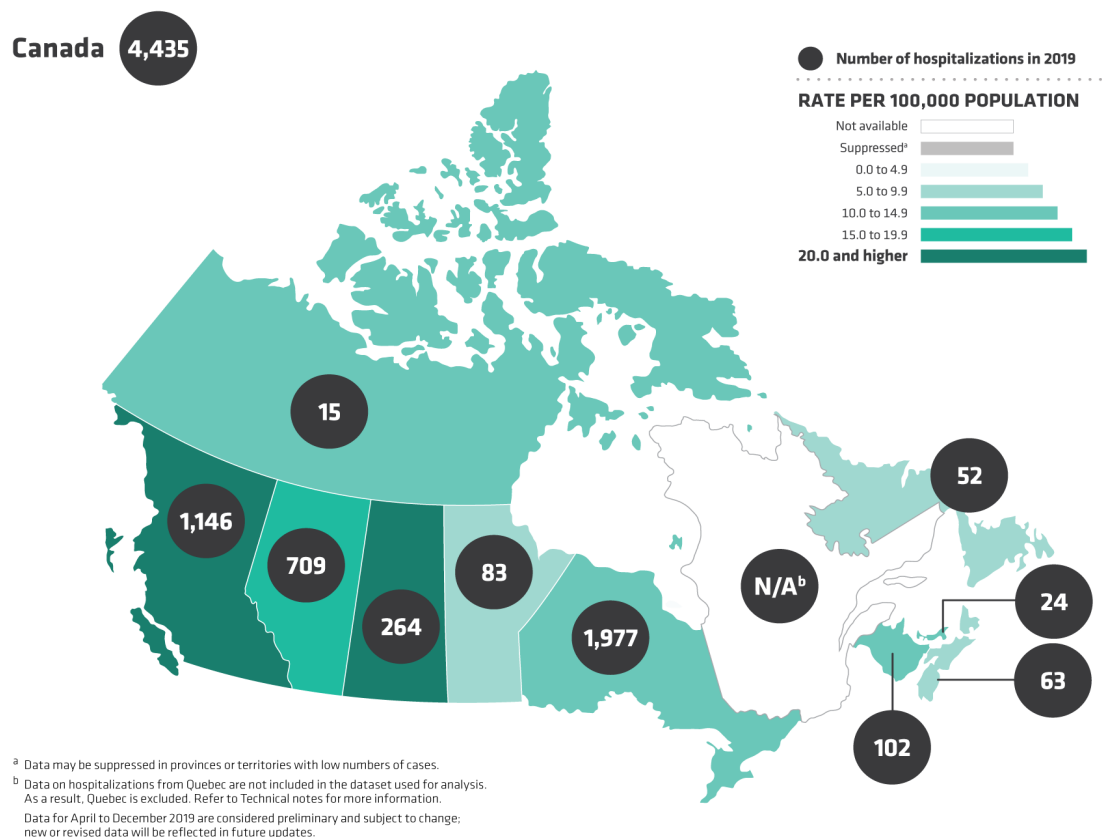 Canada 4,435
Number of hospitalizations in 2019
RATE PER 100,000 POPULATION
Not available
Suppressedᵃ
0.0 to 4.9
5.0 to 9.9
10.0 to 14.9
15.0 to 19.9
20.0 and higher
15
1,146
709
264
83
1,977
N/Aᵇ
52
24
63
102
ᵃ Data may be suppressed in provinces or territories with low numbers of cases.
ᵇ Data on hospitalizations from Quebec are not included in the dataset used for analysis.
As a result, Quebec is excluded. Refer to Technical notes for more information.
Data for April to December 2019 are considered preliminary and subject to change;
new or revised data will be reflected in future updates.